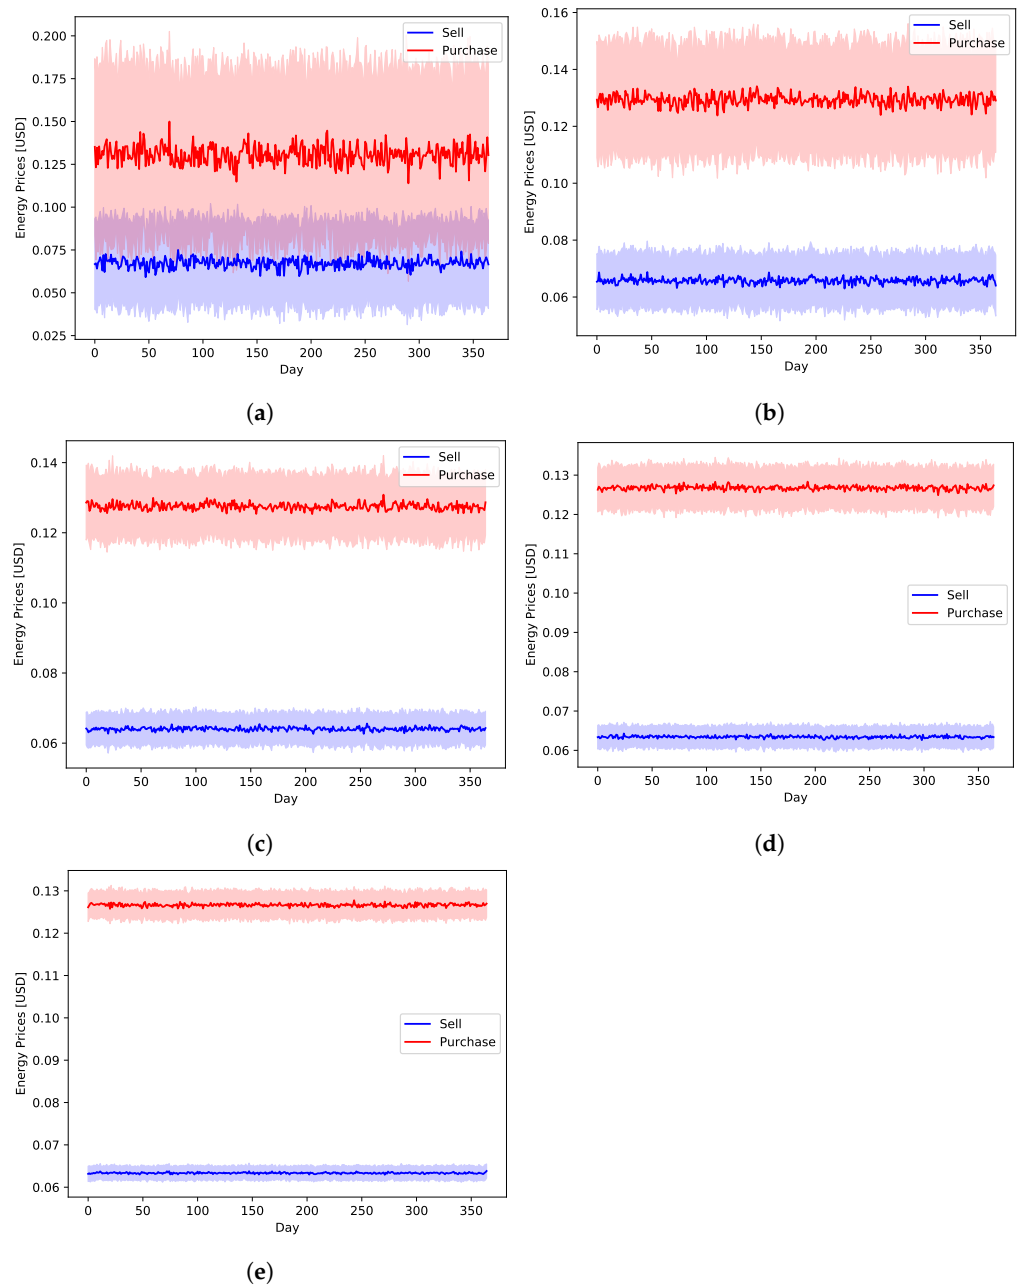 0.200
0.175
0.150
0.125
0.100
0.075
0.050
0.025
Energy Prices [USD]
0 50 100 150 200 250 300 350
Day
Sell
Purchase
(a)
0.16
0.14
0.12
0.10
0.08
0.06
Energy Prices [USD]
0 50 100 150 200 250 300 350
Day
Sell
Purchase
(b)
0.14
0.12
0.10
0.08
0.06
Energy Prices [USD]
0 50 100 150 200 250 300 350
Day
Sell
Purchase
(c)
0.13
0.12
0.11
0.10
0.09
0.08
0.07
0.06
Energy Prices [USD]
0 50 100 150 200 250 300 350
Day
Sell
Purchase
(d)
0.13
0.12
0.11
0.10
0.09
0.08
0.07
0.06
Energy Prices [USD]
0 50 100 150 200 250 300 350
Day
Sell
Purchase
(e)